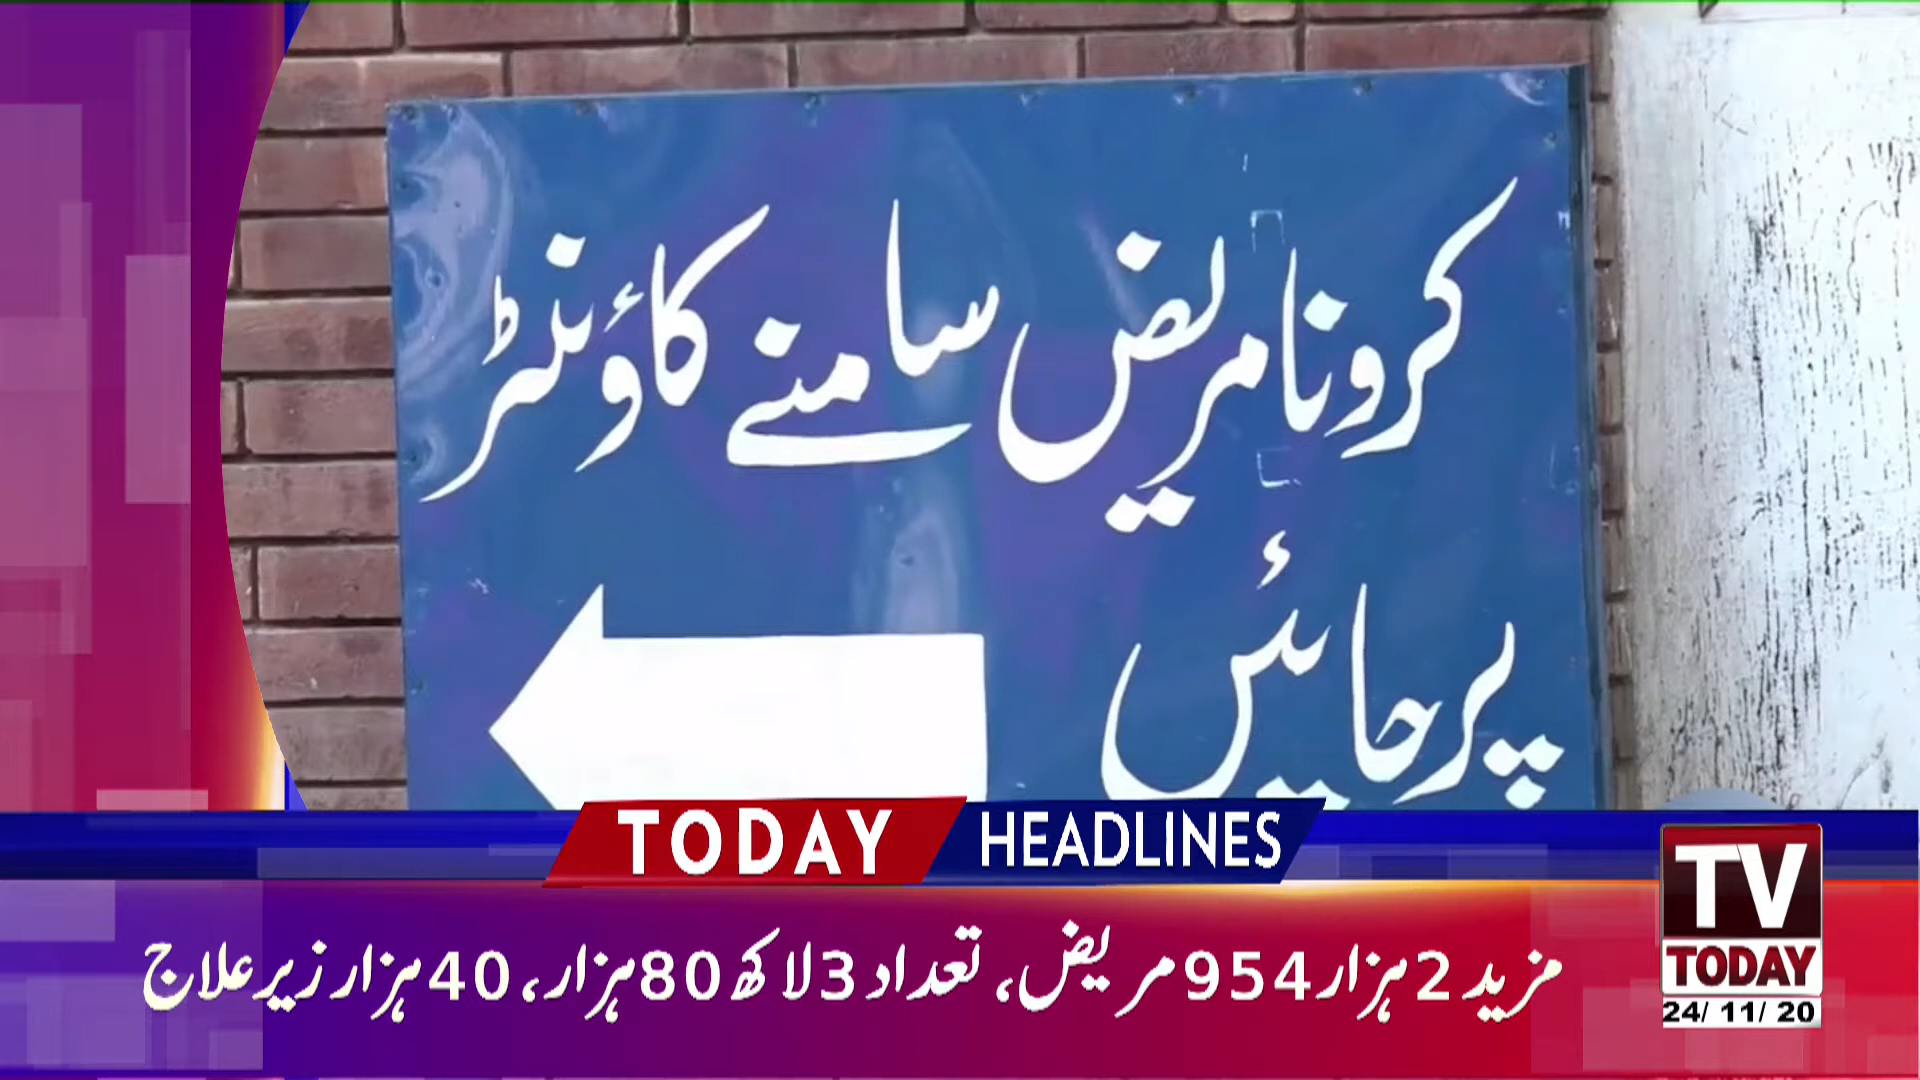 کرونا مریض سامنے کاؤنٹر
پر جائیں
TODAY HEADLINES
مزید 2 ہزار 954 مریض، تعداد 3 لاکھ 80 ہزار، 40 ہزار زیر علاج
TV
TODAY
24/ 11/ 20